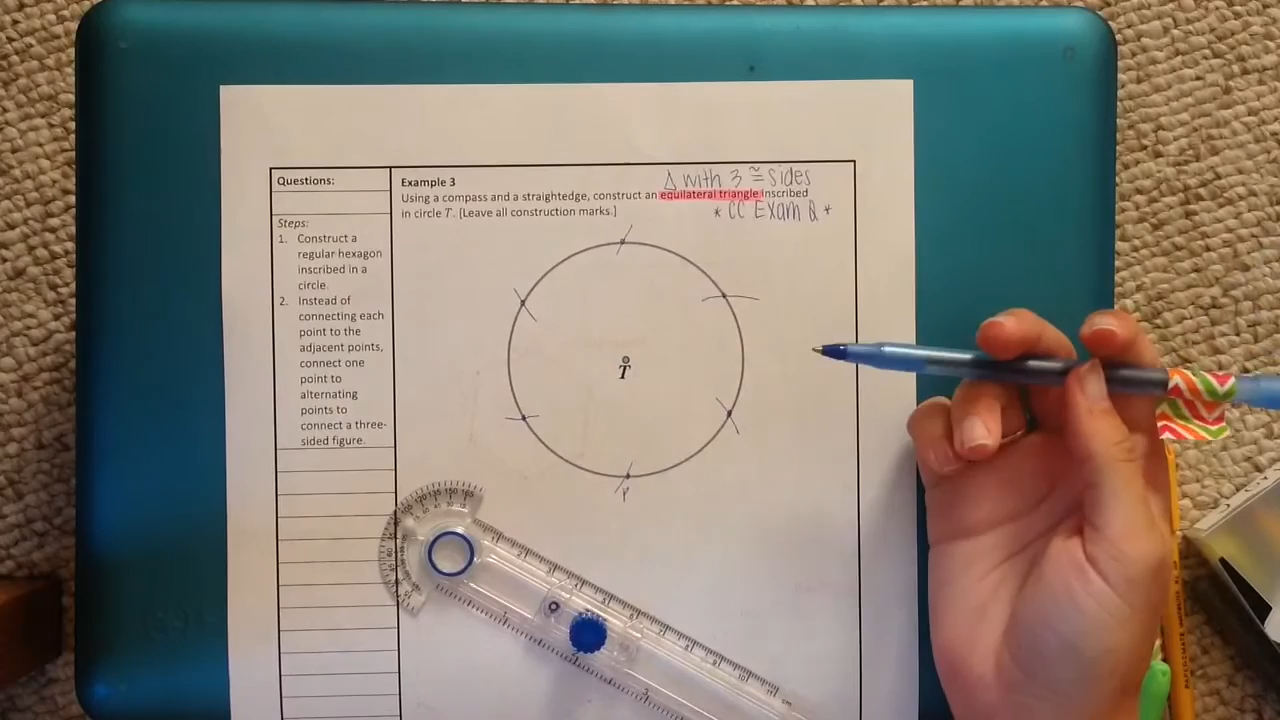 Questions:
Steps:
1. Construct a
regular hexagon
inscribed in a
circle.
2. Instead of
connecting each
point to the
adjacent points,
connect one
point to
alternating
points to
connect a three-
sided figure.
Example 3
Δ with 3 ≅ sides
Using a compass and a straightedge, construct an equilateral triangle inscribed
in circle T. [Leave all construction marks.]
* CC Exam Q *
T
P